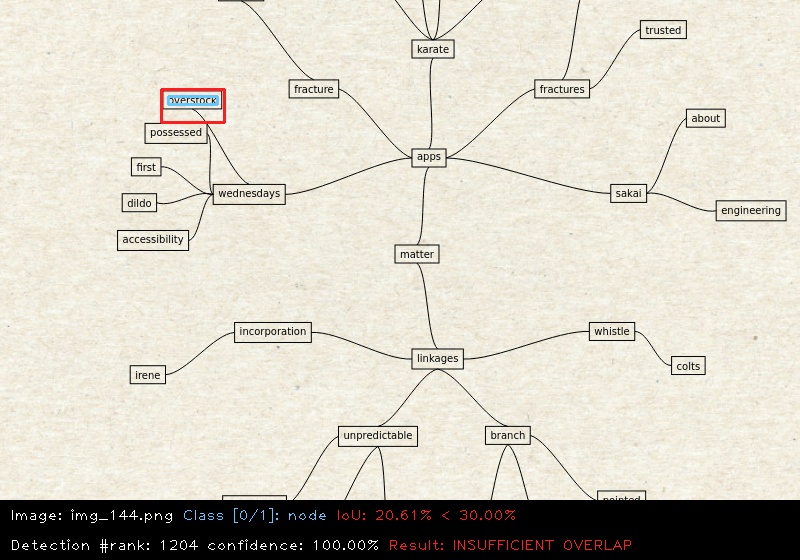 karate
trusted
fracture
fractures
overstock
about
possessed
apps
first
wednesdays
sakai
dildo
engineering
accessibility
matter
incorporation
whistle
linkages
irene
colts
unpredictable
branch
Image: img_144.png Class [0/1]: node IoU: 20.61% < 30.00%
Detection #rank: 1204 confidence: 100.00% Result: INSUFFICIENT OVERLAP